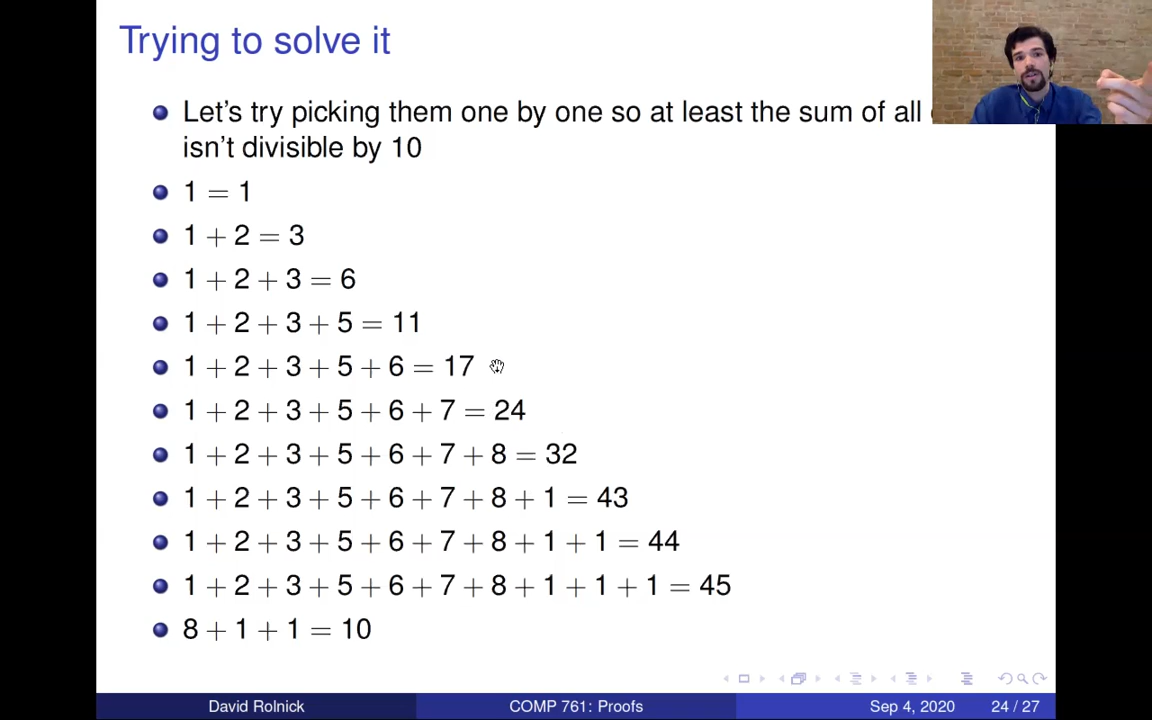 Trying to solve it
Let's try picking them one by one so at least the sum of all
isn't divisible by 10
1 = 1
1 + 2 = 3
1 + 2 + 3 = 6
1 + 2 + 3 + 5 = 11
1 + 2 + 3 + 5 + 6 = 17
1 + 2 + 3 + 5 + 6 + 7 = 24
1 + 2 + 3 + 5 + 6 + 7 + 8 = 32
1 + 2 + 3 + 5 + 6 + 7 + 8 + 1 = 43
1 + 2 + 3 + 5 + 6 + 7 + 8 + 1 + 1 = 44
1 + 2 + 3 + 5 + 6 + 7 + 8 + 1 + 1 + 1 = 45
8 + 1 + 1 = 10
David Rolnick COMP 761: Proofs Sep 4, 2020 24 / 27